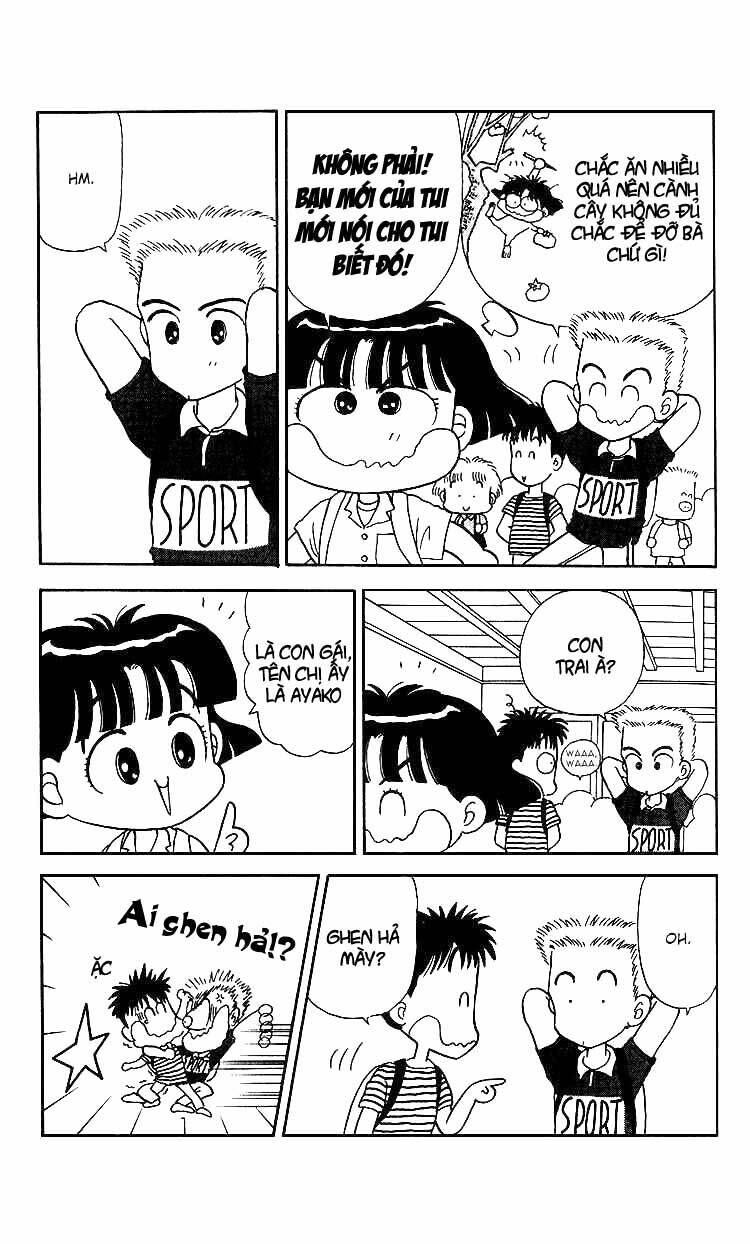 CHẮC ĂN NHIỀU
QUÁ NÊN CÀNH
CÂY KHÔNG ĐỦ
CHẮC ĐỂ ĐỠ BÀ
CHỨ GÌ!
KHÔNG PHẢI!
BẠN MỚI CỦA TUI
MỚI NÓI CHO TUI
BIẾT ĐÓ!
SPORT
HM.
SPORT
CON
TRAI À?
WAAA,
WAAA
SPORT
LÀ CON GÁI,
TÊN CHỊ ẤY
LÀ AYAKO
OH.
GHEN HẢ
MÀY?
SPORT
Ai ghen hả!?
ẶC
SPORT